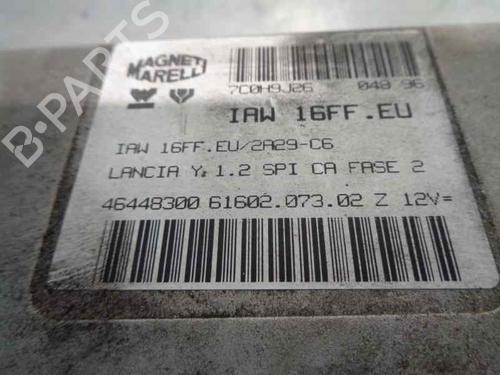 MAGNETI
MARELLI
7C0H9J26 048 96
IAW 16FF.EU
IAW 16FF.EU/2A29-C6
LANCIA Y. 1.2 SPI CA FASE 2
46448300 61602.073.02 Z 12V=
B-PARTS